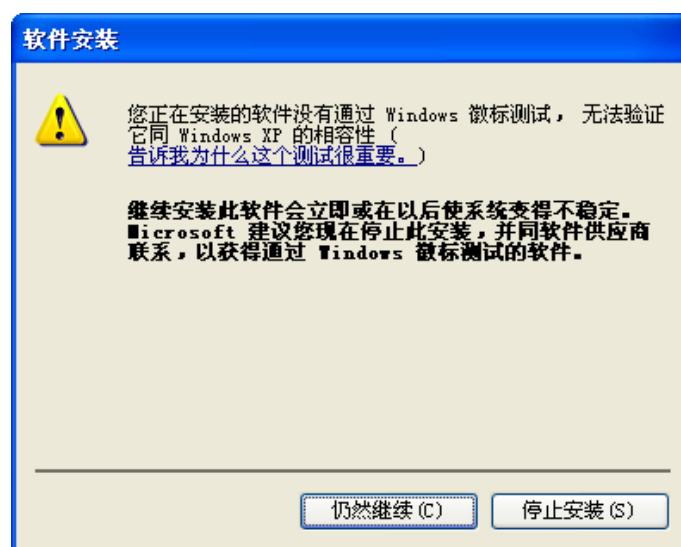 软件安装
您正在安装的软件没有通过 Windows 徽标测试， 无法验证
它同 Windows XP 的相容性 (
告诉我为什么这个测试很重要。)
继续安装此软件会立即或在以后使系统变得不稳定。
Microsoft 建议您现在停止此安装，并同软件供应商
联系，以获得通过 Windows 徽标测试的软件。
仍然继续(C)
停止安装(S)